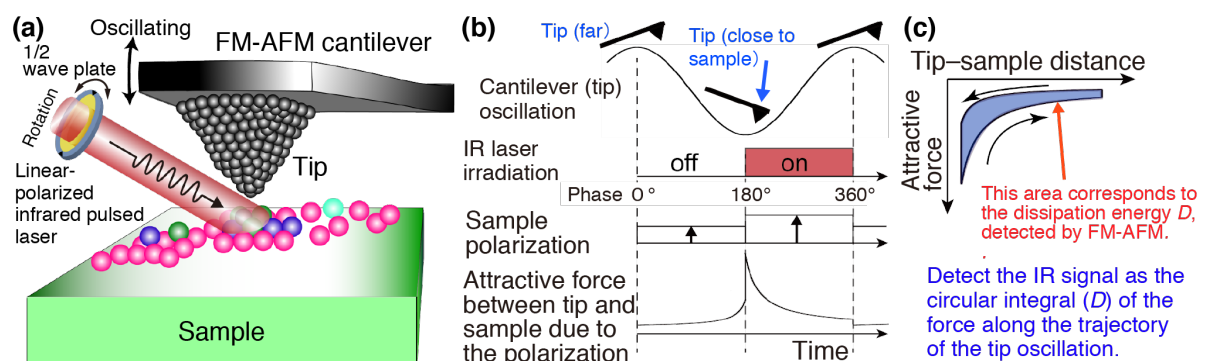 (a)
Oscillating
FM-AFM cantilever
1/2
wave plate
Rotation
Tip
Linear-
polarized
infrared pulsed
laser
Sample
(b)
Tip (far)
Tip (close to
sample)
Cantilever (tip)
oscillation
IR laser
irradiation
off
on
Phase
0°
180°
360°
Sample
polarization
Attractive force
between tip and
sample due to
the polarization
Time
(c)
Tip–sample distance
Attractive
force
This area corresponds to
the dissipation energy D,
detected by FM-AFM.
.
Detect the IR signal as the
circular integral (D) of the
force along the trajectory
of the tip oscillation.